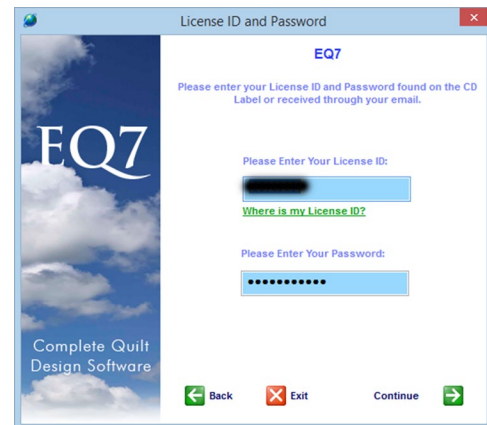 License ID and Password
EQ7
Please enter your License ID and Password found on the CD
Label or received through your email.
EQ7
Please Enter Your License ID:
Where is my License ID?
Please Enter Your Password:
Complete Quilt
Design Software
Back
Exit
Continue